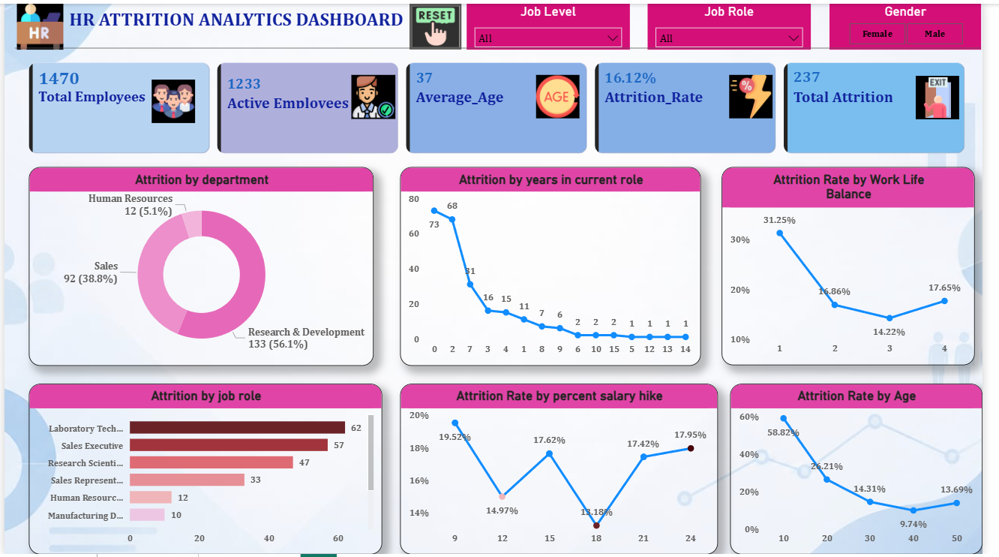 HR
HR ATTRITION ANALYTICS DASHBOARD
RESET
Job Level
All
Job Role
All
Gender
Female
Male
1470
Total Employees
1233
Active Employees
37
Average_Age
AGE
16.12%
Attrition_Rate
%
237
Total Attrition
EXIT
Attrition by department
Human Resources
12 (5.1%)
Sales
92 (38.8%)
Research & Development
133 (56.1%)
Attrition by years in current role
80
60
40
20
0
73
68
31
16
15
11
7
6
2
2
2
1
1
1
1
0 2 7 3 4 1 8 9 6 10 15 5 12 13 14
Attrition Rate by Work Life
Balance
30%
20%
10%
31.25%
16.86%
14.22%
17.65%
1 2 3 4
Attrition by job role
Laboratory Tech... 62
Sales Executive 57
Research Scienti... 47
Sales Represent... 33
Human Resourc... 12
Manufacturing D... 10
0 20 40 60
Attrition Rate by percent salary hike
20%
18%
16%
14%
19.52%
14.97%
17.62%
13.18%
17.42%
17.95%
9 12 15 18 21 24
Attrition Rate by Age
60%
40%
20%
0%
58.82%
26.21%
14.31%
9.74%
13.69%
10 20 30 40 50